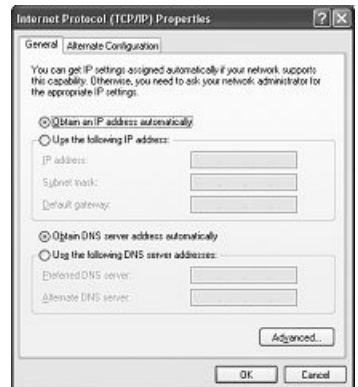 Internet Protocol (TCP/IP) Properties
General
Alternate Configuration
You can get IP settings assigned automatically if your network supports
this capability. Otherwise, you need to ask your network administrator for
the appropriate IP settings.
Obtain an IP address automatically
Use the following IP address:
IP address:
Subnet mask:
Default gateway:
Obtain DNS server address automatically
Use the following DNS server addresses:
Preferred DNS server:
Alternate DNS server:
Advanced...
OK
Cancel